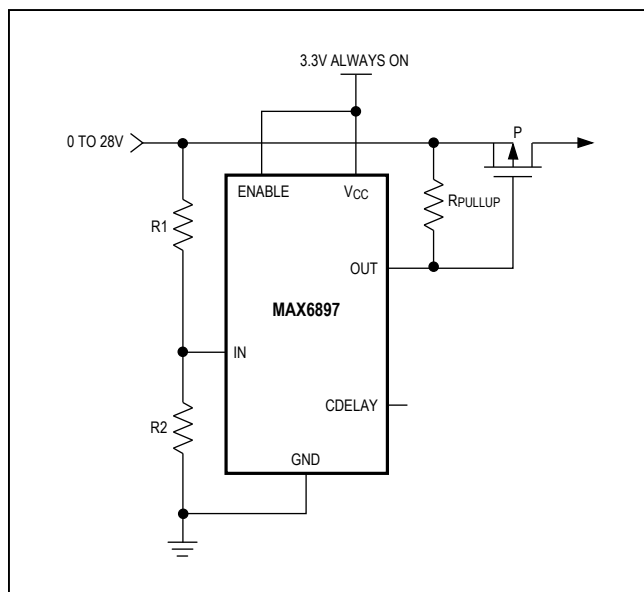 3.3V ALWAYS ON
0 TO 28V
P
ENABLE
VCC
R1
RPULLUP
OUT
MAX6897
IN
CDELAY
R2
GND